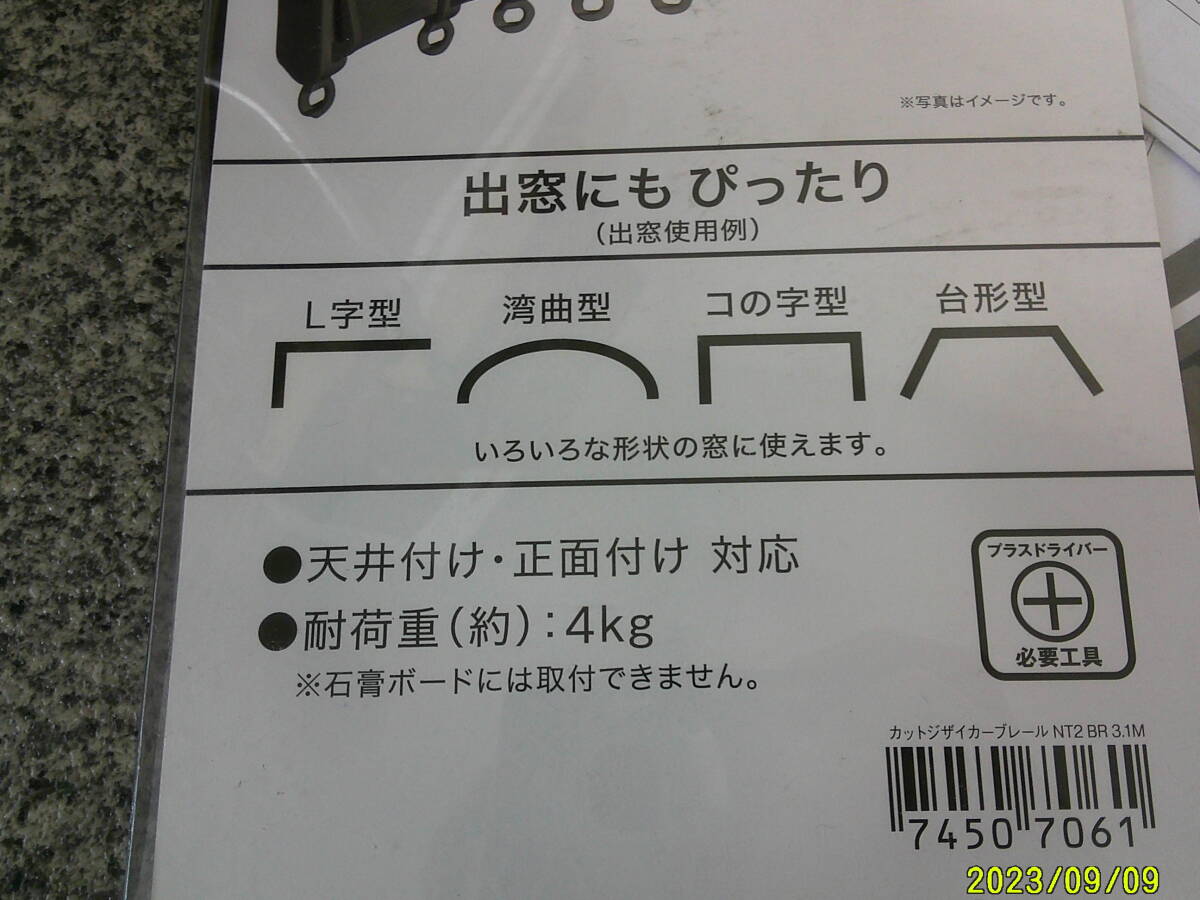 ※写真はイメージです。
出窓にも ぴったり
(出窓使用例)
L字型 湾曲型 コの字型 台形型
いろいろな形状の窓に使えます。
●天井付け・正面付け 対応
●耐荷重(約):4kg
※石膏ボードには取付できません。
プラスドライバー
必要工具
カットジザイカーブレール NT2 BR 3.1M
7450 7061
2023/09/09